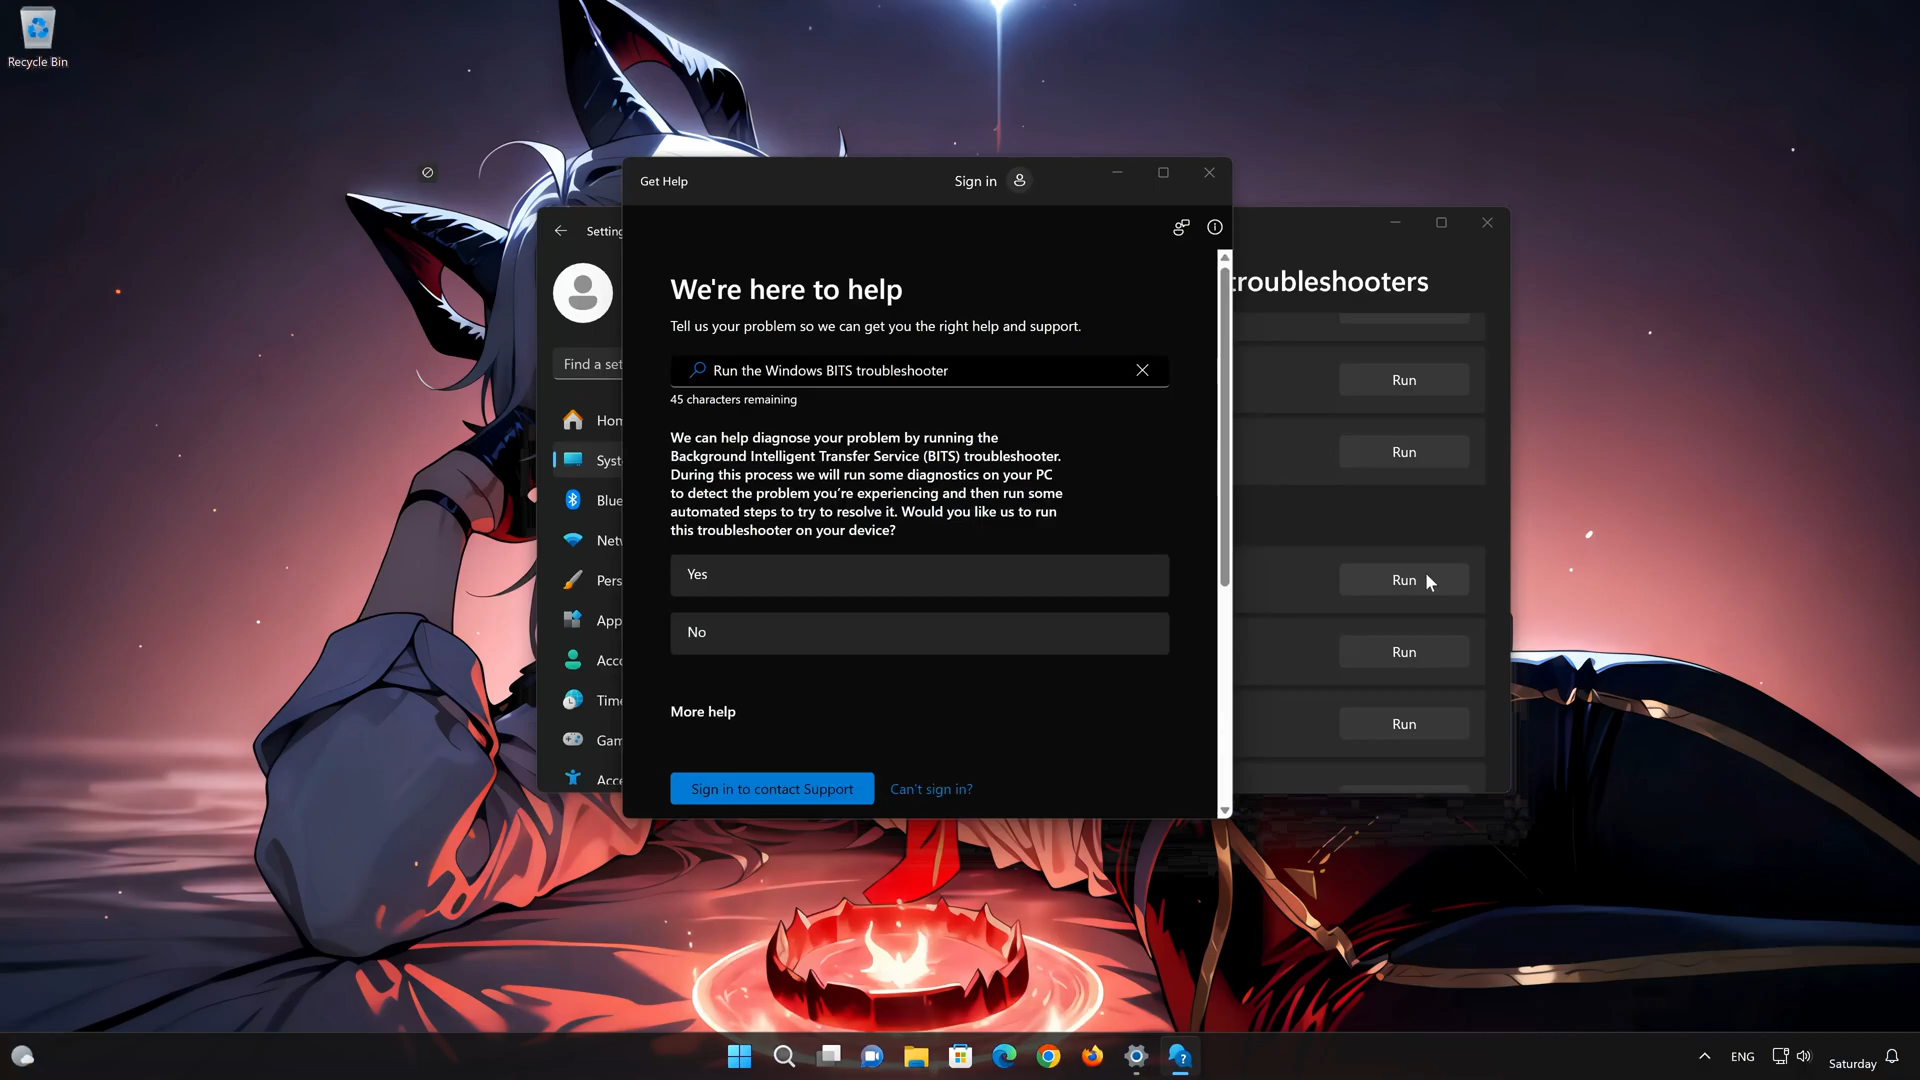 Recycle Bin
Get Help
Sign in
Setting
troubleshooters
We're here to help
Tell us your problem so we can get you the right help and support.
Run the Windows BITS troubleshooter
45 characters remaining
Find a set
We can help diagnose your problem by running the
Background Intelligent Transfer Service (BITS) troubleshooter.
During this process we will run some diagnostics on your PC
to detect the problem you're experiencing and then run some
automated steps to try to resolve it. Would you like us to run
this troubleshooter on your device?
Yes
No
More help
Sign in to contact Support
Can't sign in?
Hom
Syst
Blue
Netv
Pers
App
Acco
Time
Gam
Acce
Run
Run
Run
Run
Run
ENG
Saturday